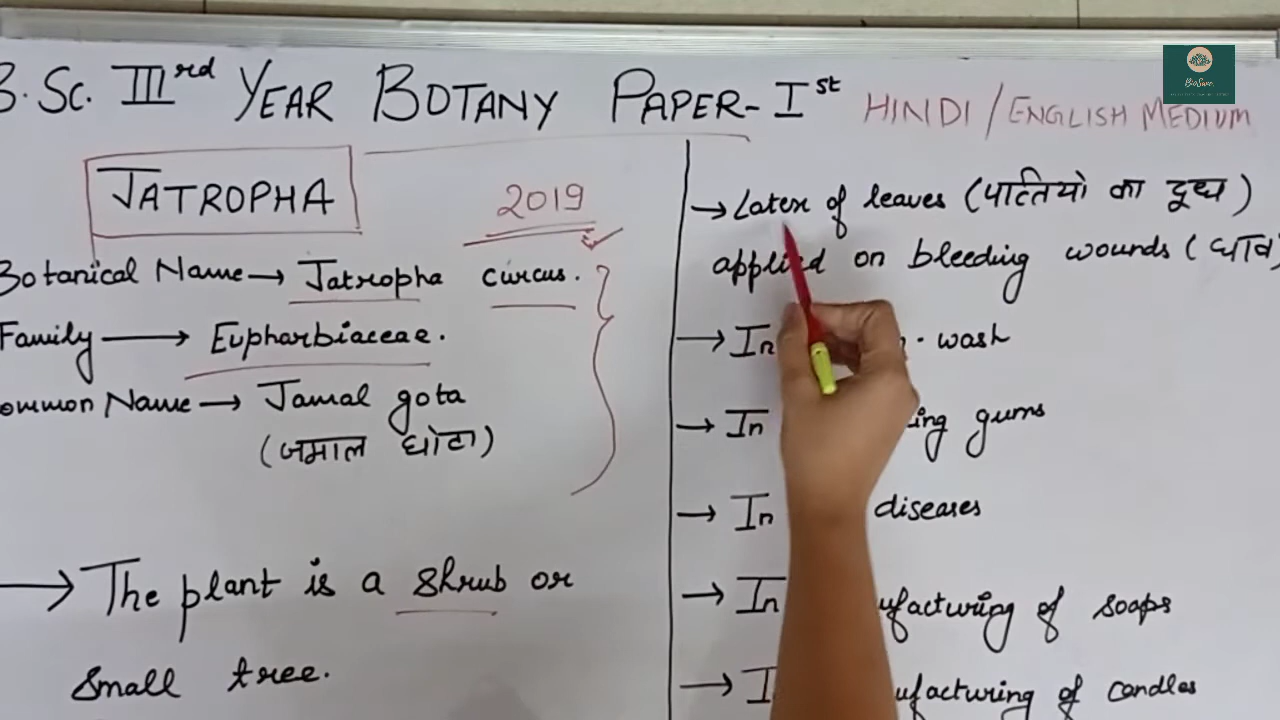 B.Sc. IIIrd YEAR BOTANY PAPER-Ist HINDI/ENGLISH MEDIUM
JATROPHA
2019
Botanical Name → Jatropha curcus.
Family → Euphorbiaceae.
Common Name → Jamal gota
(जमाल घोटा)
→ The plant is a shrub or
small tree.
→ Latex of leaves (पत्तियो का दूध)
applied on bleeding wounds (घाव)
→ In wash
→ In gums
→ In diseases
→ In of soaps
→ of candles
BioSwar